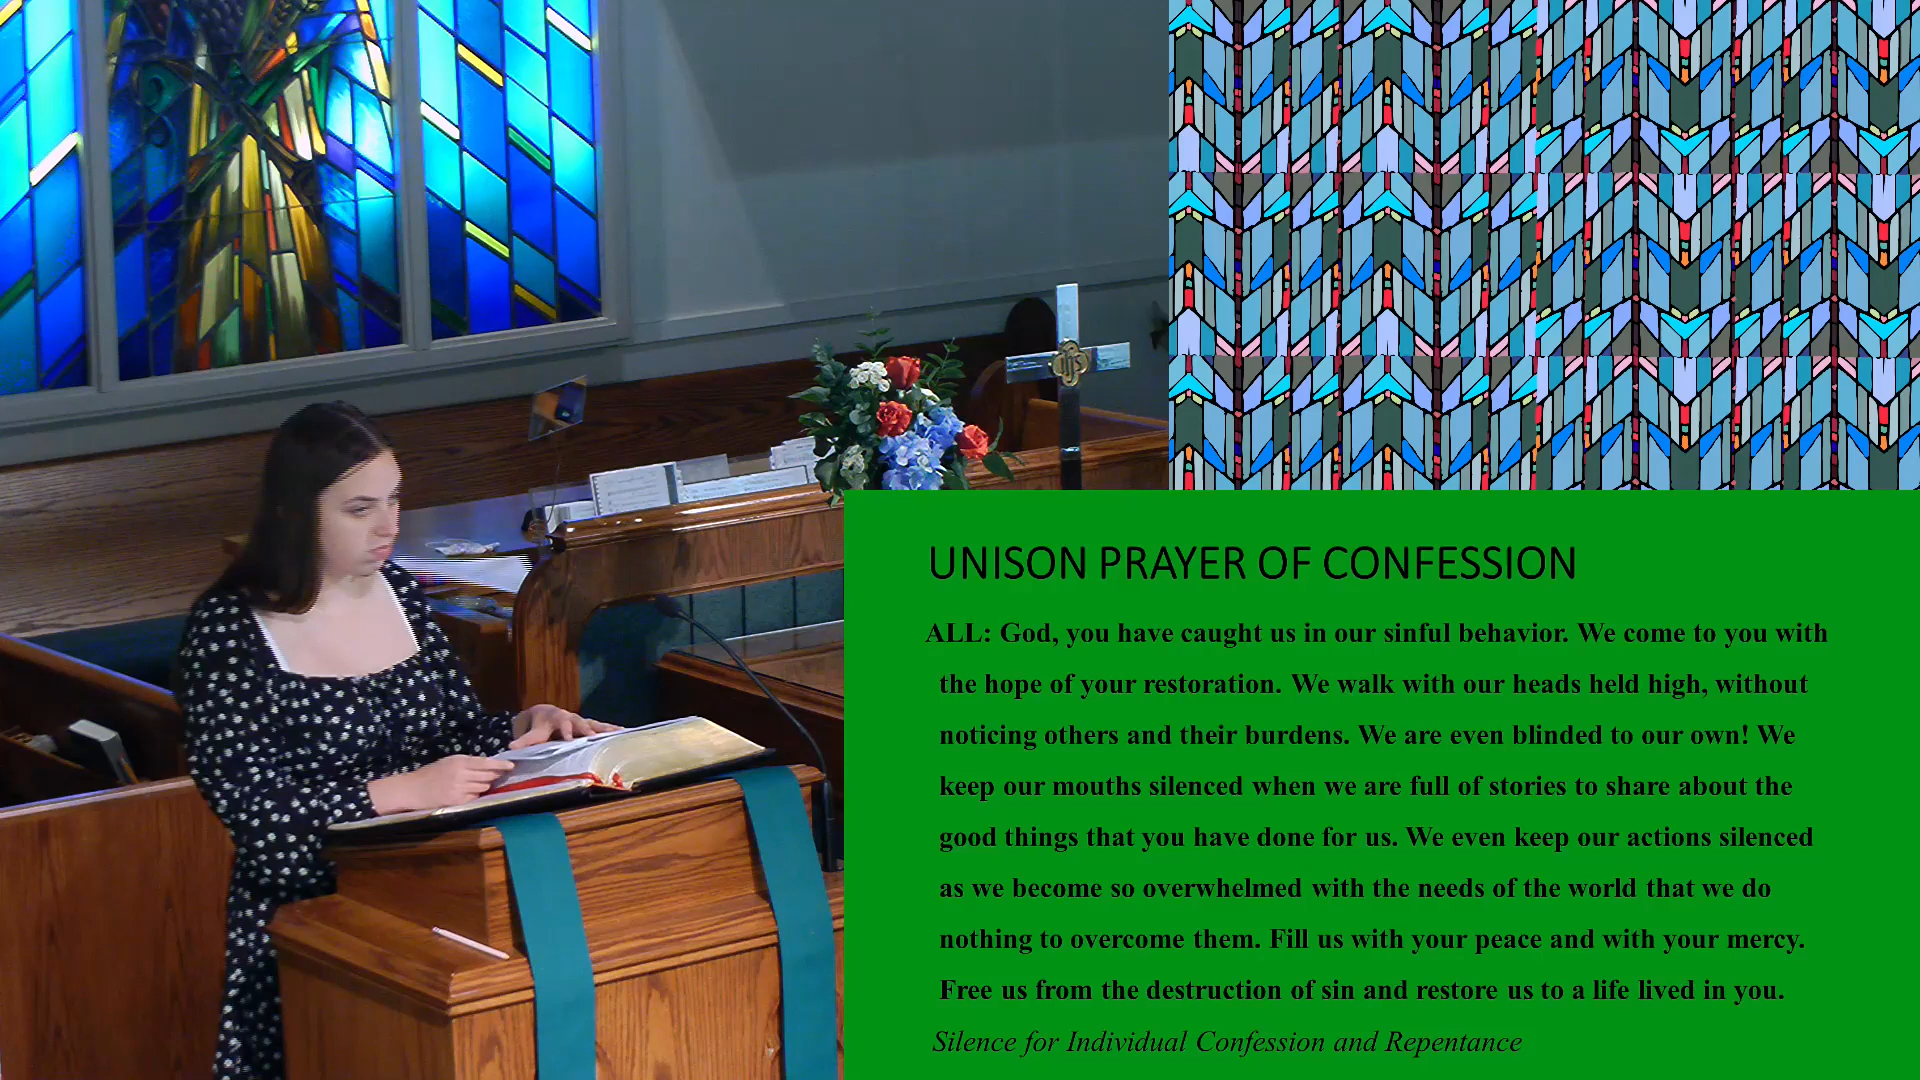 IHS
UNISON PRAYER OF CONFESSION
ALL: God, you have caught us in our sinful behavior. We come to you with
the hope of your restoration. We walk with our heads held high, without
noticing others and their burdens. We are even blinded to our own! We
keep our mouths silenced when we are full of stories to share about the
good things that you have done for us. We even keep our actions silenced
as we become so overwhelmed with the needs of the world that we do
nothing to overcome them. Fill us with your peace and with your mercy.
Free us from the destruction of sin and restore us to a life lived in you.
Silence for Individual Confession and Repentance